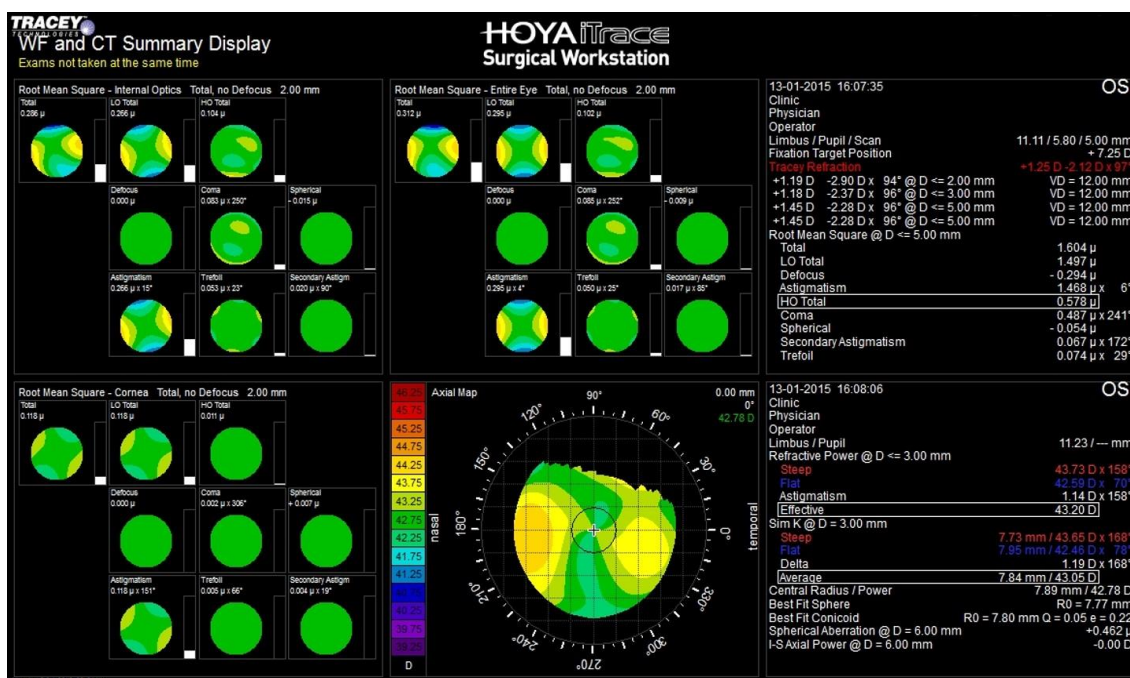 TRACEY
TECHNOLOGIES
WF and CT Summary Display
Exams not taken at the same time
HOYA iTrace
Surgical Workstation
Root Mean Square - Internal Optics Total, no Defocus 2.00 mm
Total
0.286 µ
LO Total
0.266 µ
HO Total
0.104 µ
Defocus
0.000 µ
Coma
0.083 µ x 250°
Spherical
- 0.015 µ
Astigmatism
0.266 µ x 15°
Trefoil
0.053 µ x 23°
Secondary Astigm
0.020 µ x 90°
Root Mean Square - Entire Eye Total, no Defocus 2.00 mm
Total
0.312 µ
LO Total
0.295 µ
HO Total
0.102 µ
Defocus
0.000 µ
Coma
0.085 µ x 252°
Spherical
- 0.009 µ
Astigmatism
0.295 µ x 4°
Trefoil
0.050 µ x 25°
Secondary Astigm
0.017 µ x 85°
13-01-2015 16:07:35 OS
Clinic
Physician
Operator
Limbus / Pupil / Scan 11.11 / 5.80 / 5.00 mm
Fixation Target Position + 7.25 D
Tracey Refraction +1.25 D -2.12 D x 97°
+1.19 D -2.90 D x 94° @ D <= 2.00 mm VD = 12.00 mm
+1.18 D -2.37 D x 96° @ D <= 3.00 mm VD = 12.00 mm
+1.45 D -2.28 D x 96° @ D <= 5.00 mm VD = 12.00 mm
+1.45 D -2.28 D x 96° @ D <= 5.00 mm VD = 12.00 mm
Root Mean Square @ D <= 5.00 mm
Total 1.604 µ
LO Total 1.497 µ
Defocus - 0.294 µ
Astigmatism 1.468 µ x 6°
HO Total 0.578 µ
Coma 0.487 µ x 241°
Spherical - 0.054 µ
Secondary Astigmatism 0.067 µ x 172°
Trefoil 0.074 µ x 29°
Root Mean Square - Cornea Total, no Defocus 2.00 mm
Total
0.118 µ
LO Total
0.118 µ
HO Total
0.011 µ
Defocus
0.000 µ
Coma
0.002 µ x 306°
Spherical
+ 0.007 µ
Astigmatism
0.118 µ x 151°
Trefoil
0.005 µ x 66°
Secondary Astigm
0.004 µ x 19°
46.25
45.75
45.25
44.75
44.25
43.75
43.25
42.75
42.25
41.75
41.25
40.25
39.75
39.25
D
Axial Map
0.00 mm
0°
42.78 D
90°
120°
60°
150°
30°
nasal
180°
0°
temporal
210°
330°
240°
300°
270°
13-01-2015 16:08:06 OS
Clinic
Physician
Operator
Limbus / Pupil 11.23 / --- mm
Refractive Power @ D <= 3.00 mm
Steep 43.73 D x 158°
Flat 42.59 D x 70°
Astigmatism 1.14 D x 158°
Effective 43.20 D
Sim K @ D = 3.00 mm
Steep 7.73 mm / 43.65 D x 168°
Flat 7.95 mm / 42.46 D x 78°
Delta 1.19 D x 168°
Average 7.84 mm / 43.05 D
Central Radius / Power 7.89 mm / 42.78 D
Best Fit Sphere R0 = 7.77 mm
Best Fit Conicoid R0 = 7.80 mm Q = 0.05 e = 0.22
Spherical Aberration @ D = 6.00 mm +0.462 µ
I-S Axial Power @ D = 6.00 mm -0.00 D